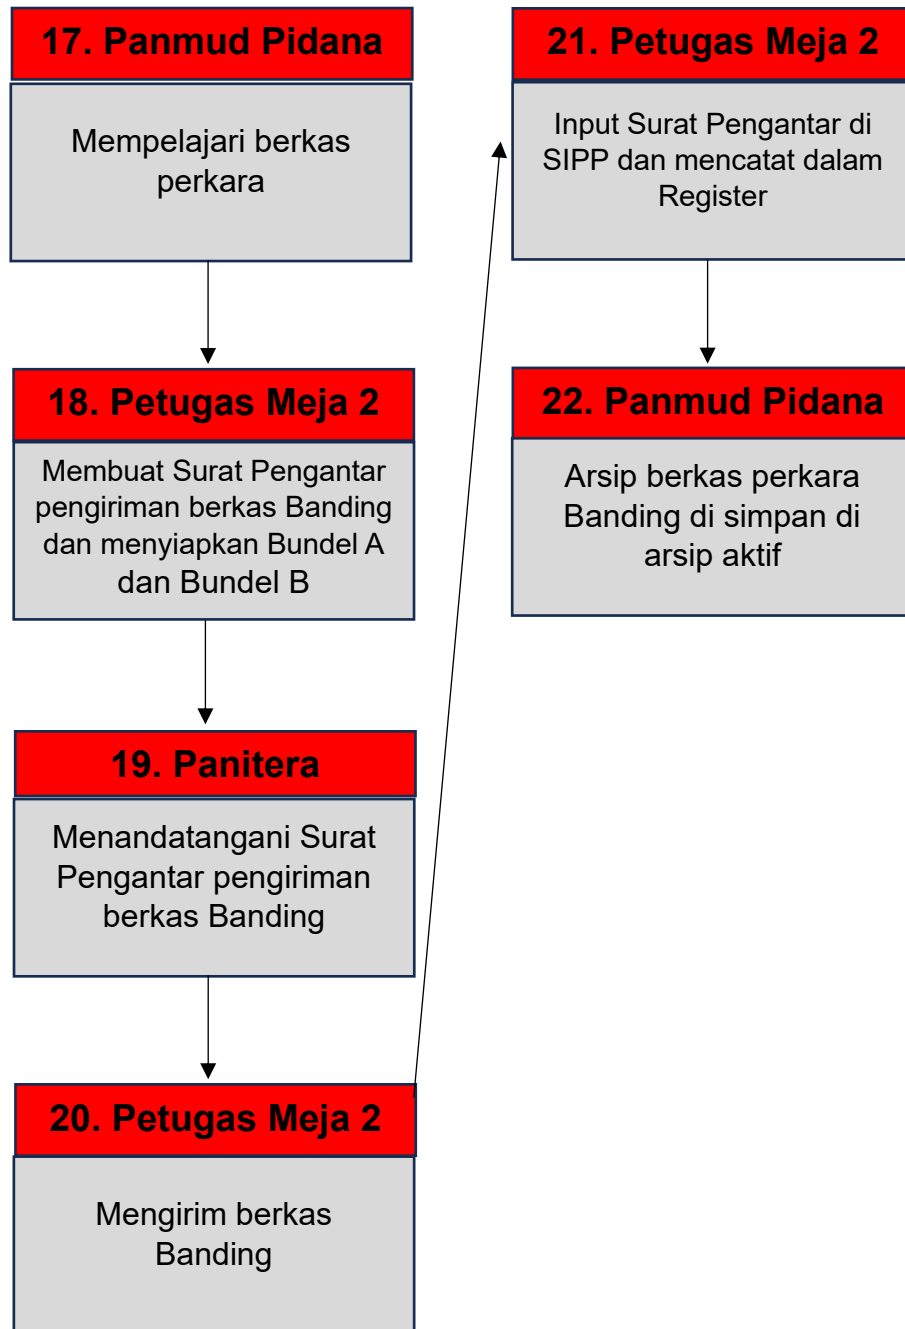 17. Panmud Pidana
Mempelajari berkas
perkara
18. Petugas Meja 2
Membuat Surat Pengantar
pengiriman berkas Banding
dan menyiapkan Bundel A
dan Bundel B
19. Panitera
Menandatangani Surat
Pengantar pengiriman
berkas Banding
20. Petugas Meja 2
Mengirim berkas
Banding
21. Petugas Meja 2
Input Surat Pengantar di
SIPP dan mencatat dalam
Register
22. Panmud Pidana
Arsip berkas perkara
Banding di simpan di
arsip aktif